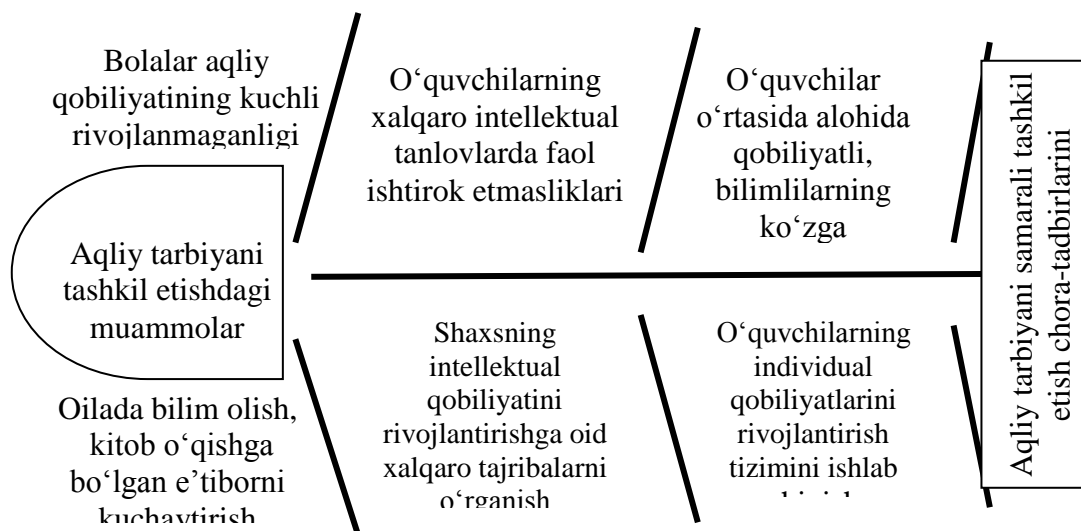 Bolalar aqliy
qobiliyatining kuchli
rivojlanmaganligi
O‘quvchilarning
xalqaro intellektual
tanlovlarda faol
ishtirok etmasliklari
O‘quvchilar
o‘rtasida alohida
qobiliyatli,
bilimlilarning
ko‘zga
Aqliy tarbiyani
tashkil etishdagi
muammolar
Oilada bilim olish,
kitob o‘qishga
bo‘lgan e’tiborni
kuchaytirish
Shaxsning
intellektual
qobiliyatini
rivojlantirishga oid
xalqaro tajribalarni
o‘rganish
O‘quvchilarning
individual
qobiliyatlarini
rivojlantirish
tizimini ishlab
Aqliy tarbiyani samarali tashkil
etish chora-tadbirlarini